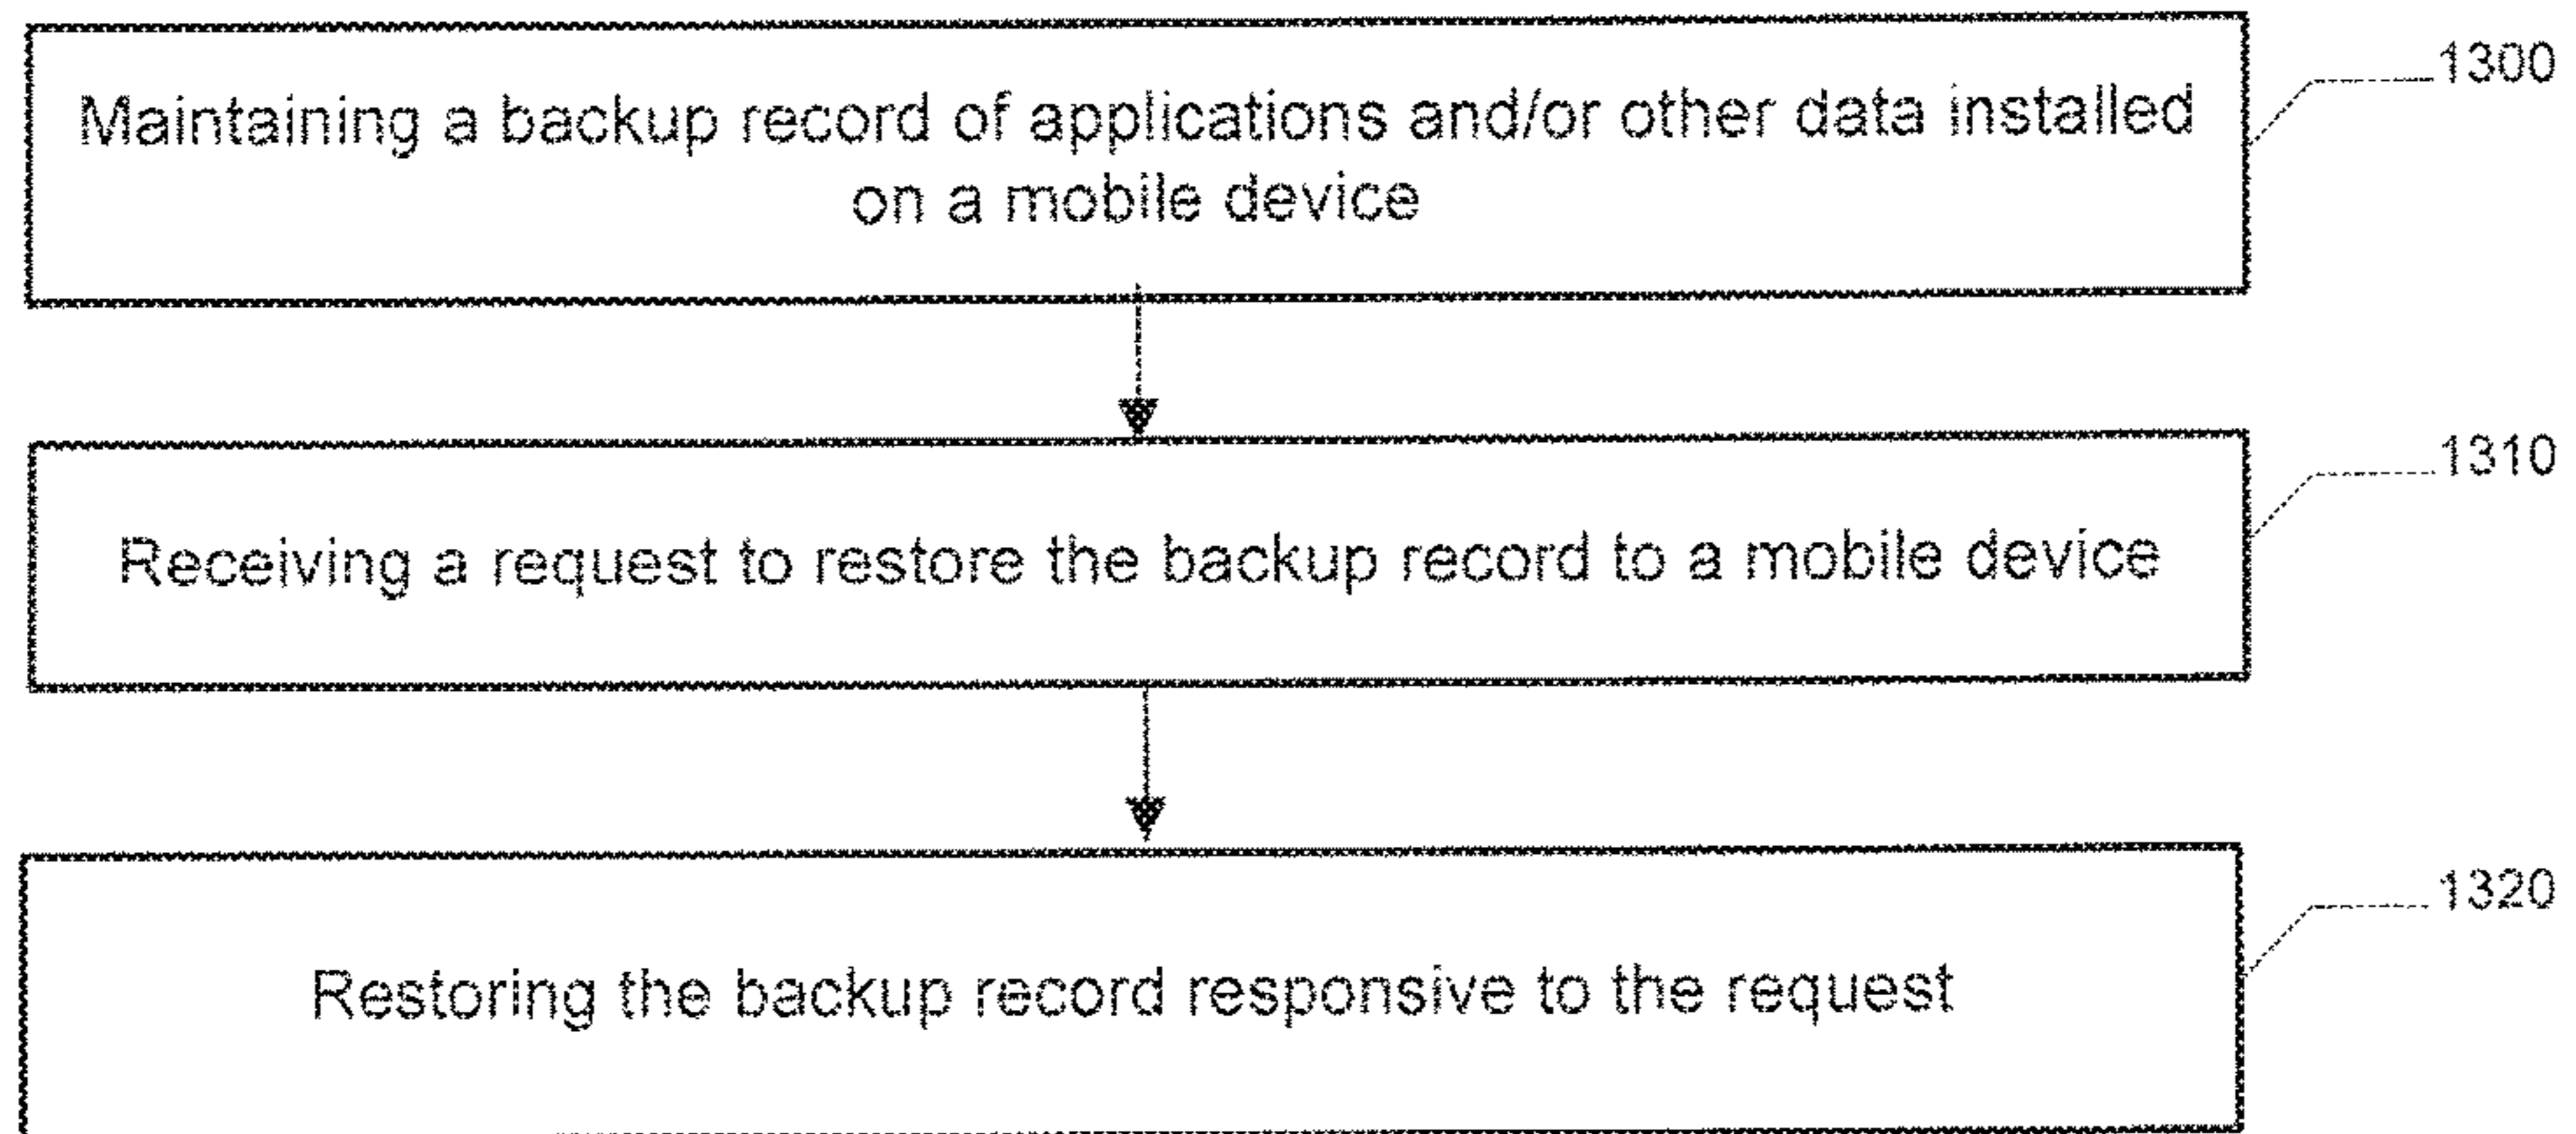 Maintaining a backup record of applications and/or other data installed
on a mobile device
1300
Receiving a request to restore the backup record to a mobile device
1310
Restoring the backup record responsive to the request
1320